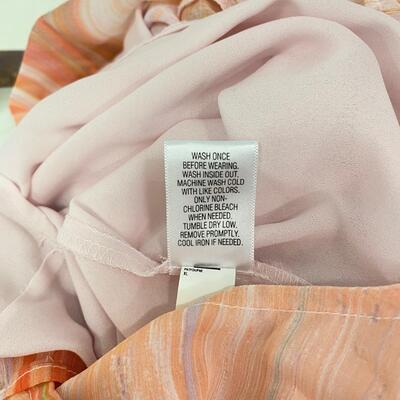 WASH ONCE
BEFORE WEARING.
WASH INSIDE OUT.
MACHINE WASH COLD
WITH LIKE COLORS.
ONLY NON-
CHLORINE BLEACH
WHEN NEEDED.
TUMBLE DRY LOW.
REMOVE PROMPTLY.
COOL IRON IF NEEDED.